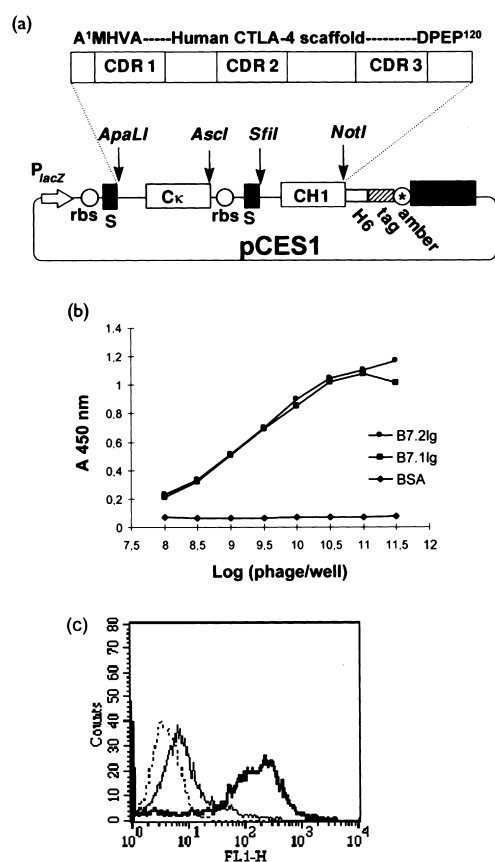 (a)
A¹MHVA-----Human CTLA-4 scaffold-----DPEP¹²⁰
CDR 1 CDR 2 CDR 3
ApaLI AscI SfiI NotI
PlacZ
rbs S Cκ rbs S CH1 H6 tag * amber
pCES1
(b)
A 450 nm
1,4
1,2
1
0,8
0,6
0,4
0,2
0
7,5 8 8,5 9 9,5 10 10,5 11 11,5 12
Log (phage/well)
B7.2Ig
B7.1Ig
BSA
(c)
Counts
80
70
60
50
40
30
20
10
0
10⁰ 10¹ 10² 10³ 10⁴
FL1-H